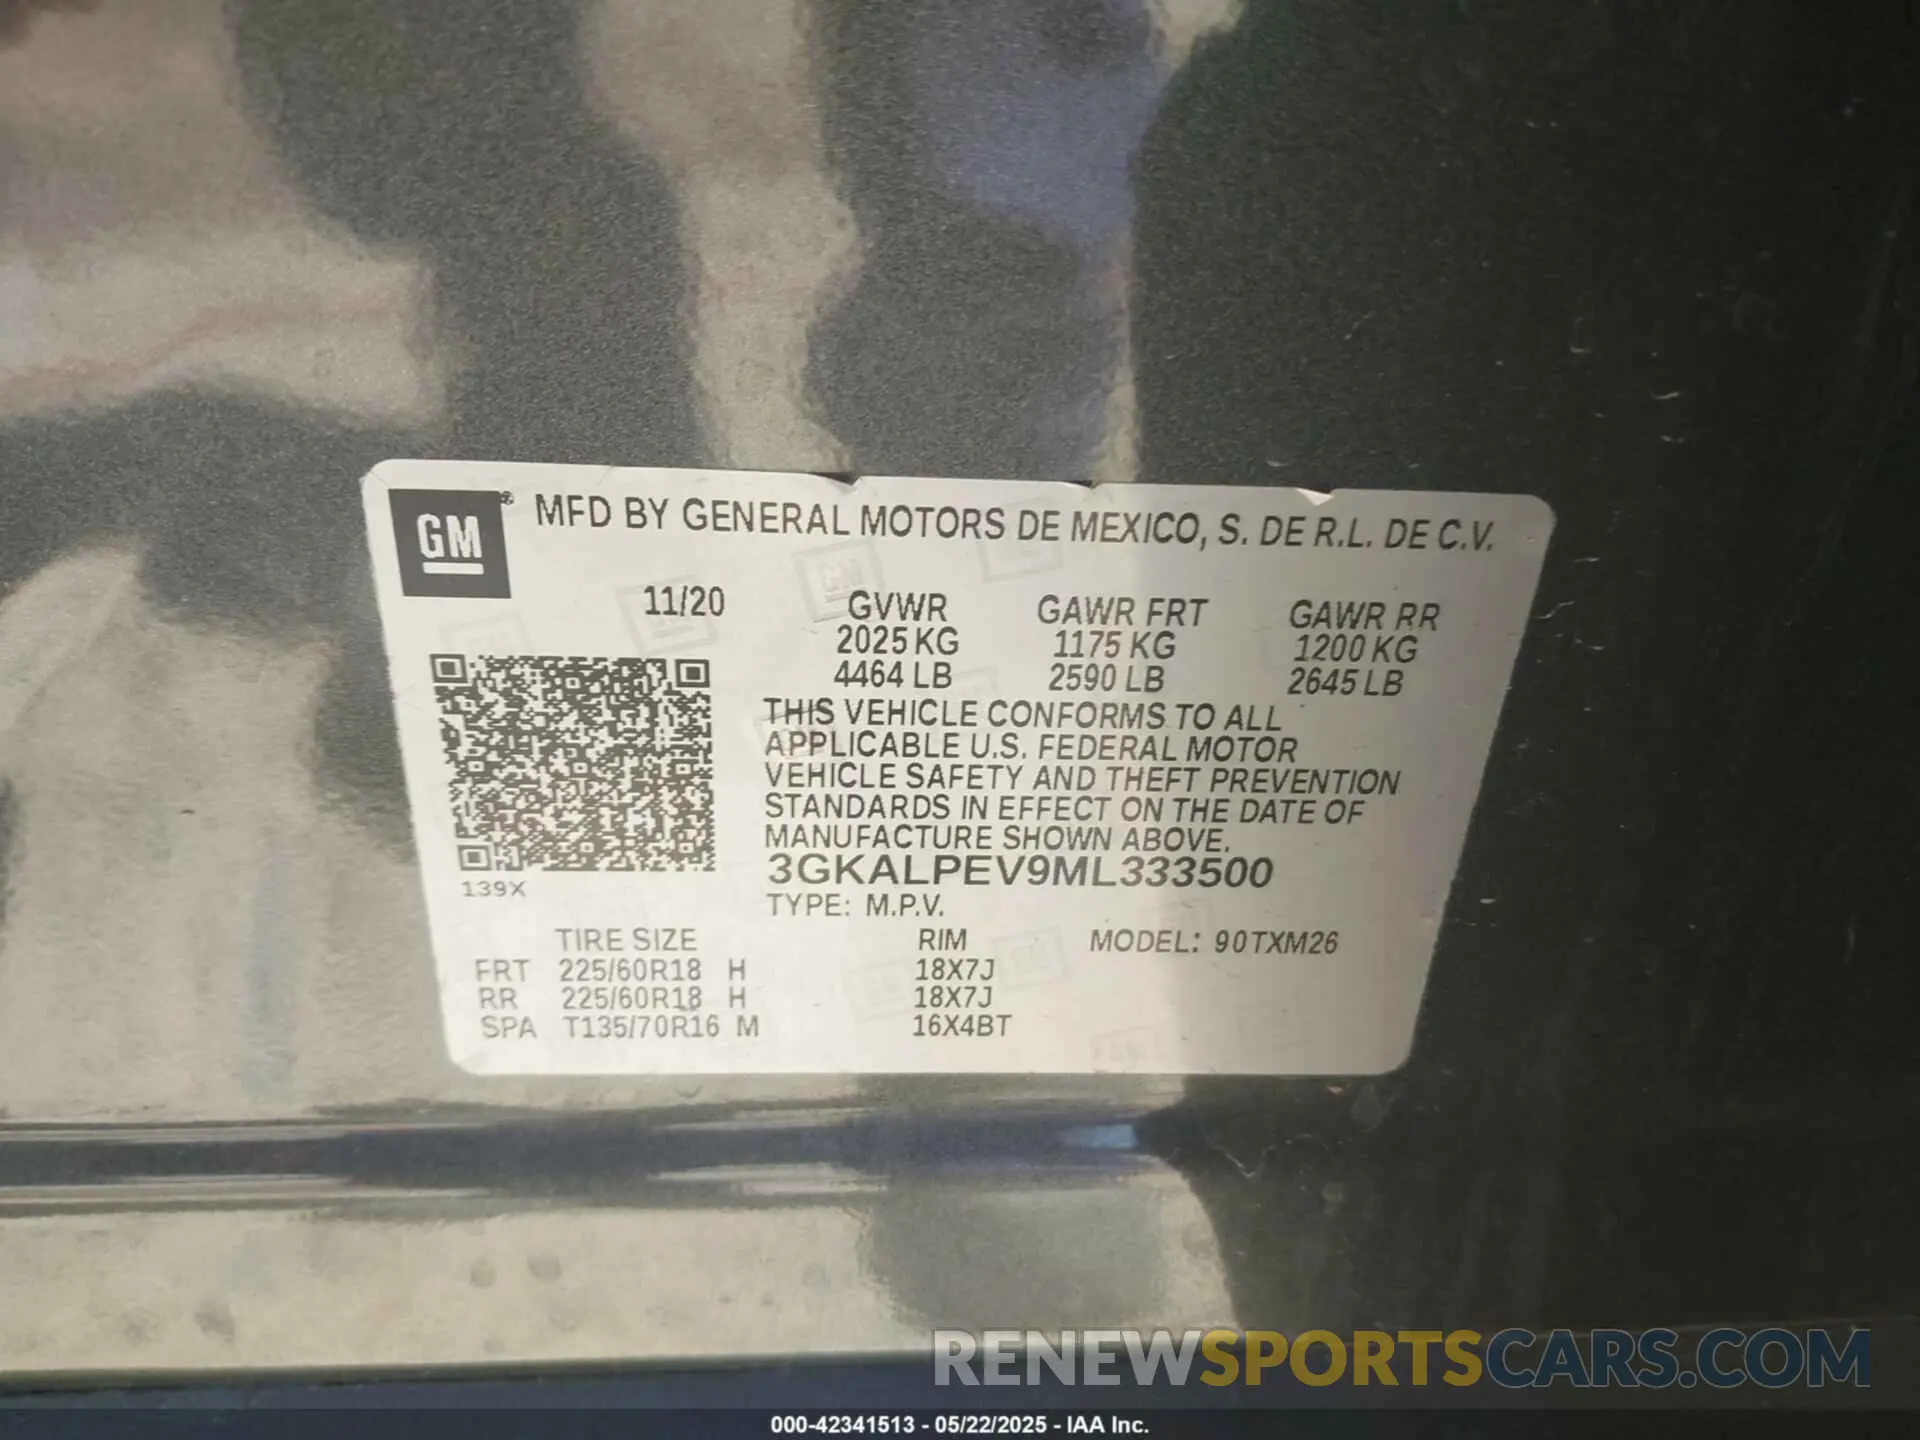 GM® MFD BY GENERAL MOTORS DE MEXICO, S. DE R.L. DE C.V.
11/20 GVWR GAWR FRT GAWR RR
2025 KG 1175 KG 1200 KG
4464 LB 2590 LB 2645 LB
THIS VEHICLE CONFORMS TO ALL
APPLICABLE U.S. FEDERAL MOTOR
VEHICLE SAFETY AND THEFT PREVENTION
STANDARDS IN EFFECT ON THE DATE OF
MANUFACTURE SHOWN ABOVE.
3GKALPEV9ML333500
139X
TYPE: M.P.V.
TIRE SIZE RIM MODEL: 90TXM26
FRT 225/60R18 H 18X7J
RR 225/60R18 H 18X7J
SPA T135/70R16 M 16X4BT
RENEWSPORTSCARS.COM
000-42341513 - 05/22/2025 - IAA Inc.